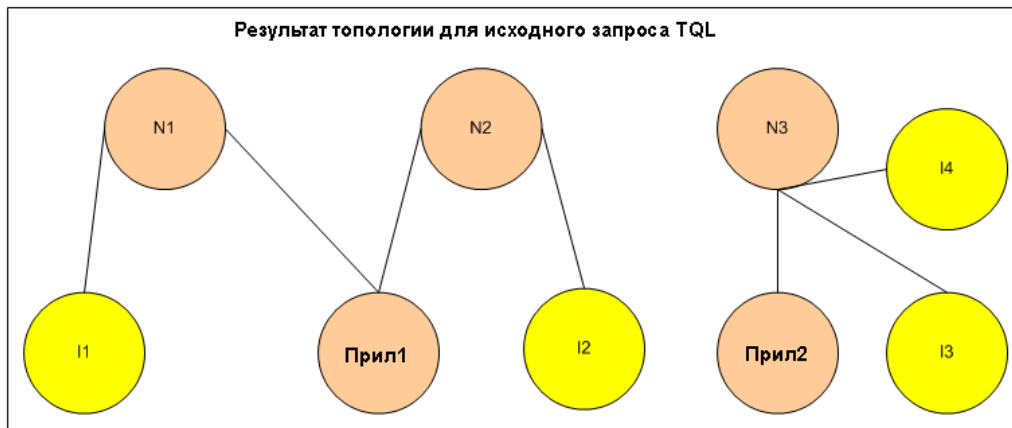 Результат топологии для исходного запроса TQL
N1
N2
N3
I4
I1
Прил1
I2
Прил2
I3